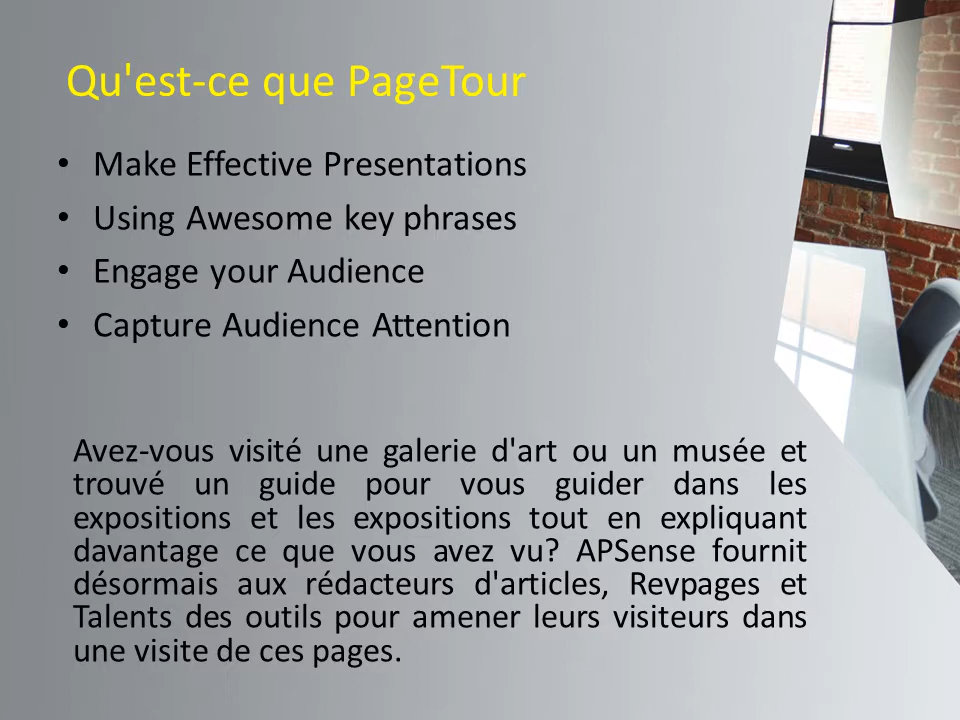 Qu'est-ce que PageTour
• Make Effective Presentations
• Using Awesome key phrases
• Engage your Audience
• Capture Audience Attention
Avez-vous visité une galerie d'art ou un musée et
trouvé un guide pour vous guider dans les
expositions et les expositions tout en expliquant
davantage ce que vous avez vu? APSense fournit
désormais aux rédacteurs d'articles, Revpages et
Talents des outils pour amener leurs visiteurs dans
une visite de ces pages.